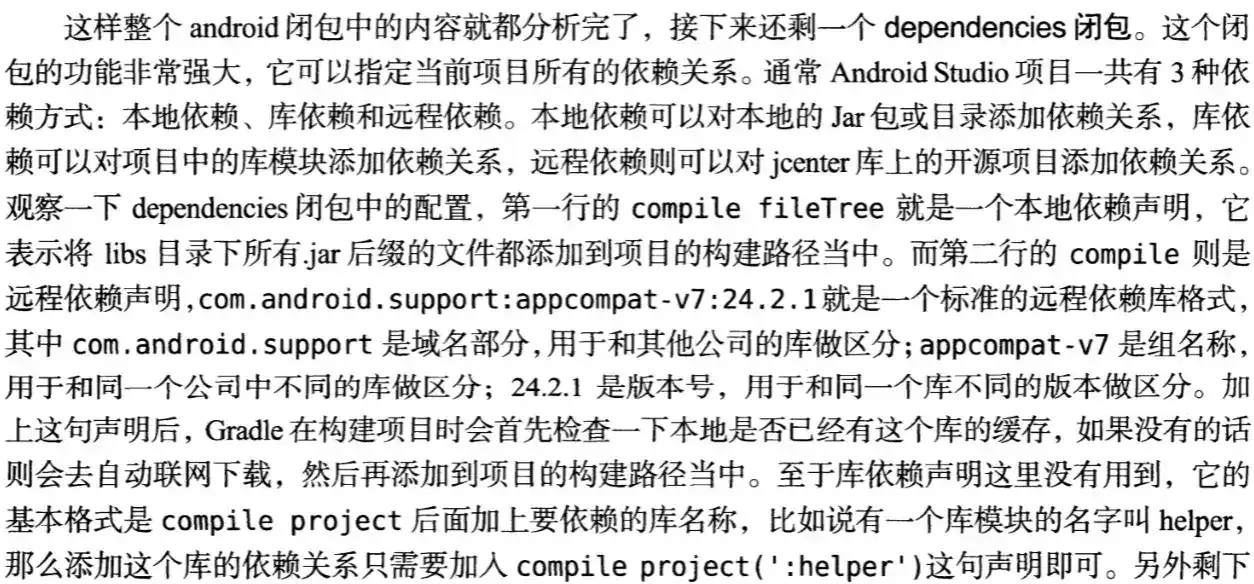 这样整个 android 闭包中的内容就都分析完了，接下来还剩一个 dependencies 闭包。这个闭
包的功能非常强大，它可以指定当前项目所有的依赖关系。通常 Android Studio 项目一共有 3 种依
赖方式：本地依赖、库依赖和远程依赖。本地依赖可以对本地的 Jar 包或目录添加依赖关系，库依
赖可以对项目中的库模块添加依赖关系，远程依赖则可以对 jcenter 库上的开源项目添加依赖关系。
观察一下 dependencies 闭包中的配置，第一行的 compile fileTree 就是一个本地依赖声明，它
表示将 libs 目录下所有.jar 后缀的文件都添加到项目的构建路径当中。而第二行的 compile 则是
远程依赖声明,com.android.support:appcompat-v7:24.2.1就是一个标准的远程依赖库格式，
其中 com.android.support 是域名部分,用于和其他公司的库做区分;appcompat-v7 是组名称，
用于和同一个公司中不同的库做区分；24.2.1 是版本号，用于和同一个库不同的版本做区分。加
上这句声明后，Gradle 在构建项目时会首先检查一下本地是否已经有这个库的缓存，如果没有的话
则会去自动联网下载，然后再添加到项目的构建路径当中。至于库依赖声明这里没有用到，它的
基本格式是 compile project 后面加上要依赖的库名称，比如说有一个库模块的名字叫 helper，
那么添加这个库的依赖关系只需要加入 compile project(':helper')这句声明即可。另外剩下